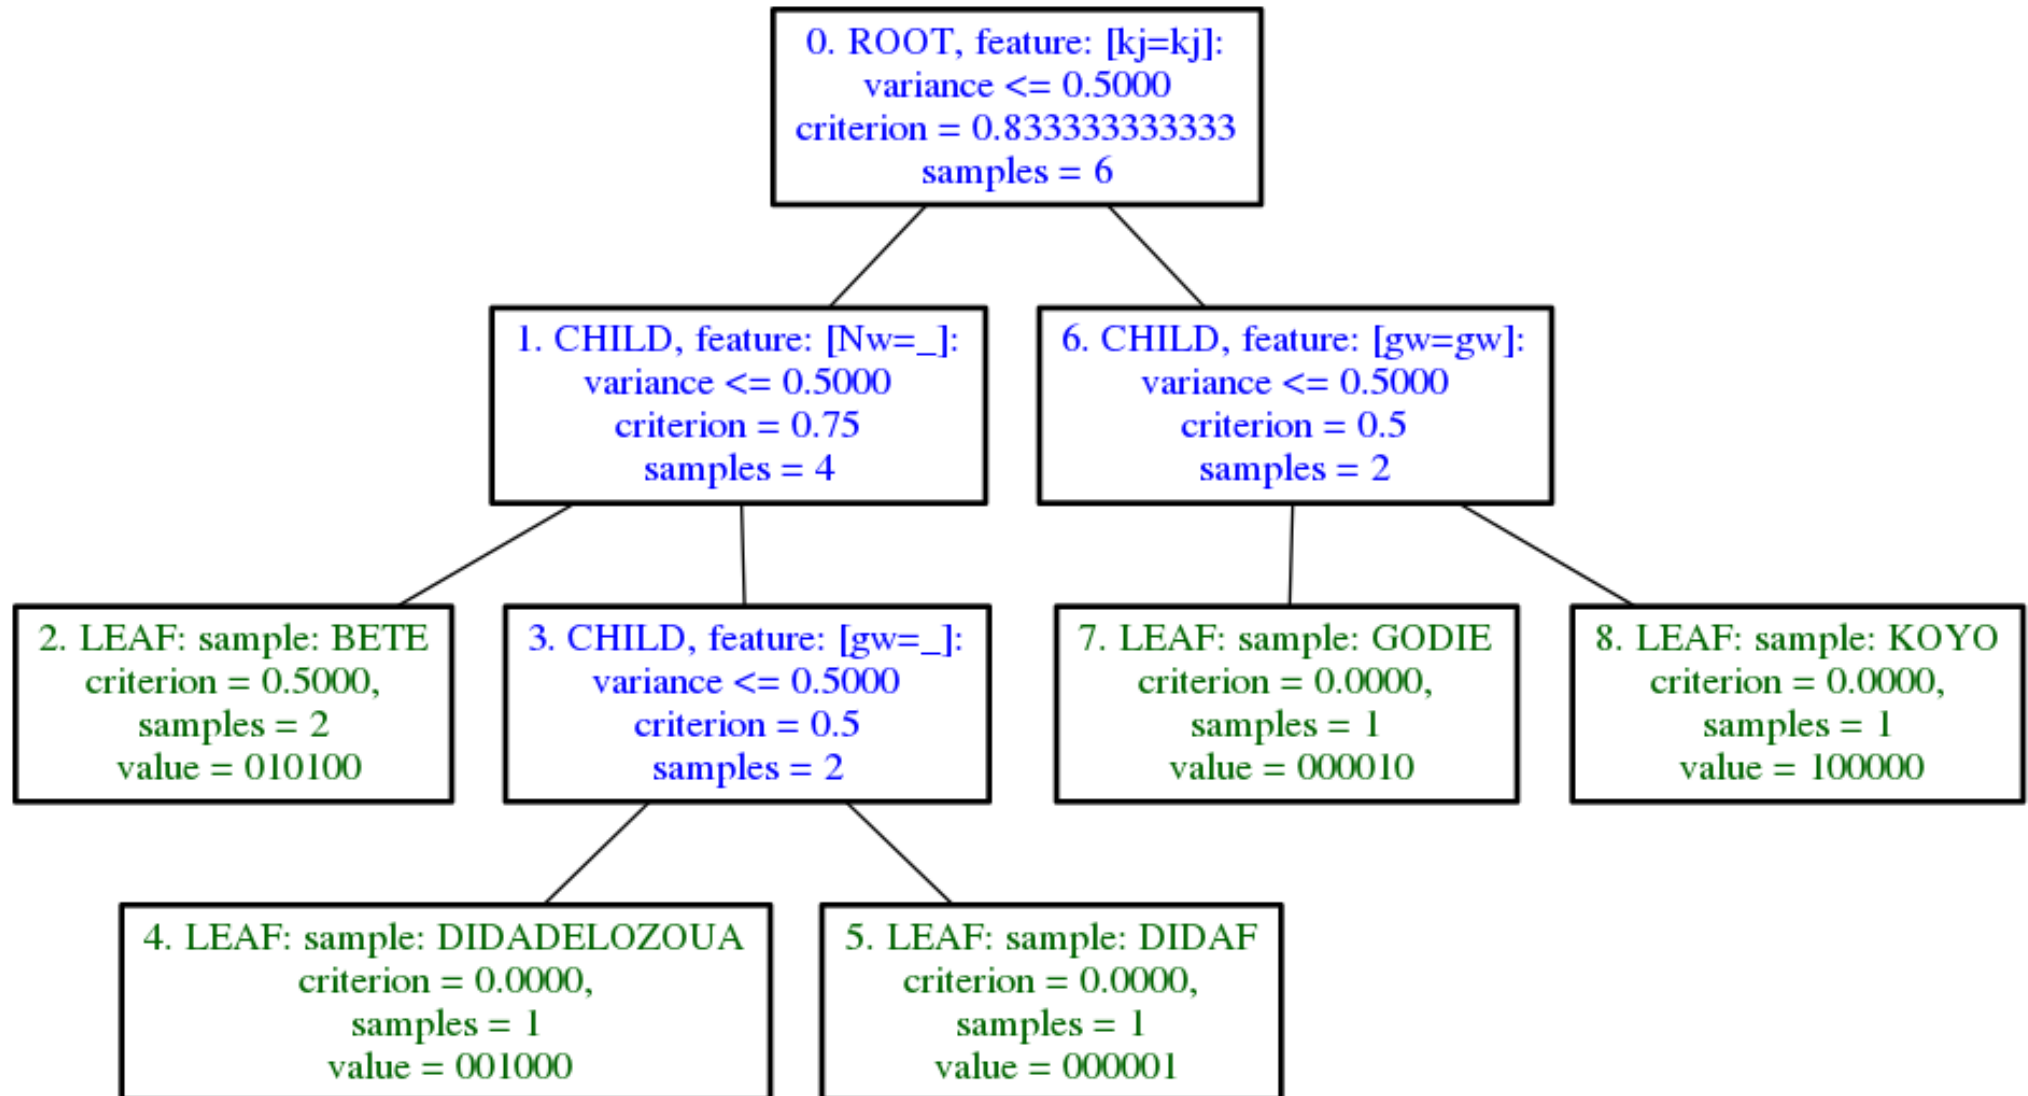 0. ROOT, feature: [kj=kj]:
variance <= 0.5000
criterion = 0.833333333333
samples = 6
1. CHILD, feature: [Nw=_]:
variance <= 0.5000
criterion = 0.75
samples = 4
6. CHILD, feature: [gw=gw]:
variance <= 0.5000
criterion = 0.5
samples = 2
2. LEAF: sample: BETE
criterion = 0.5000,
samples = 2
value = 010100
3. CHILD, feature: [gw=_]:
variance <= 0.5000
criterion = 0.5
samples = 2
7. LEAF: sample: GODIE
criterion = 0.0000,
samples = 1
value = 000010
8. LEAF: sample: KOYO
criterion = 0.0000,
samples = 1
value = 100000
4. LEAF: sample: DIDADELOZOUA
criterion = 0.0000,
samples = 1
value = 001000
5. LEAF: sample: DIDAF
criterion = 0.0000,
samples = 1
value = 000001